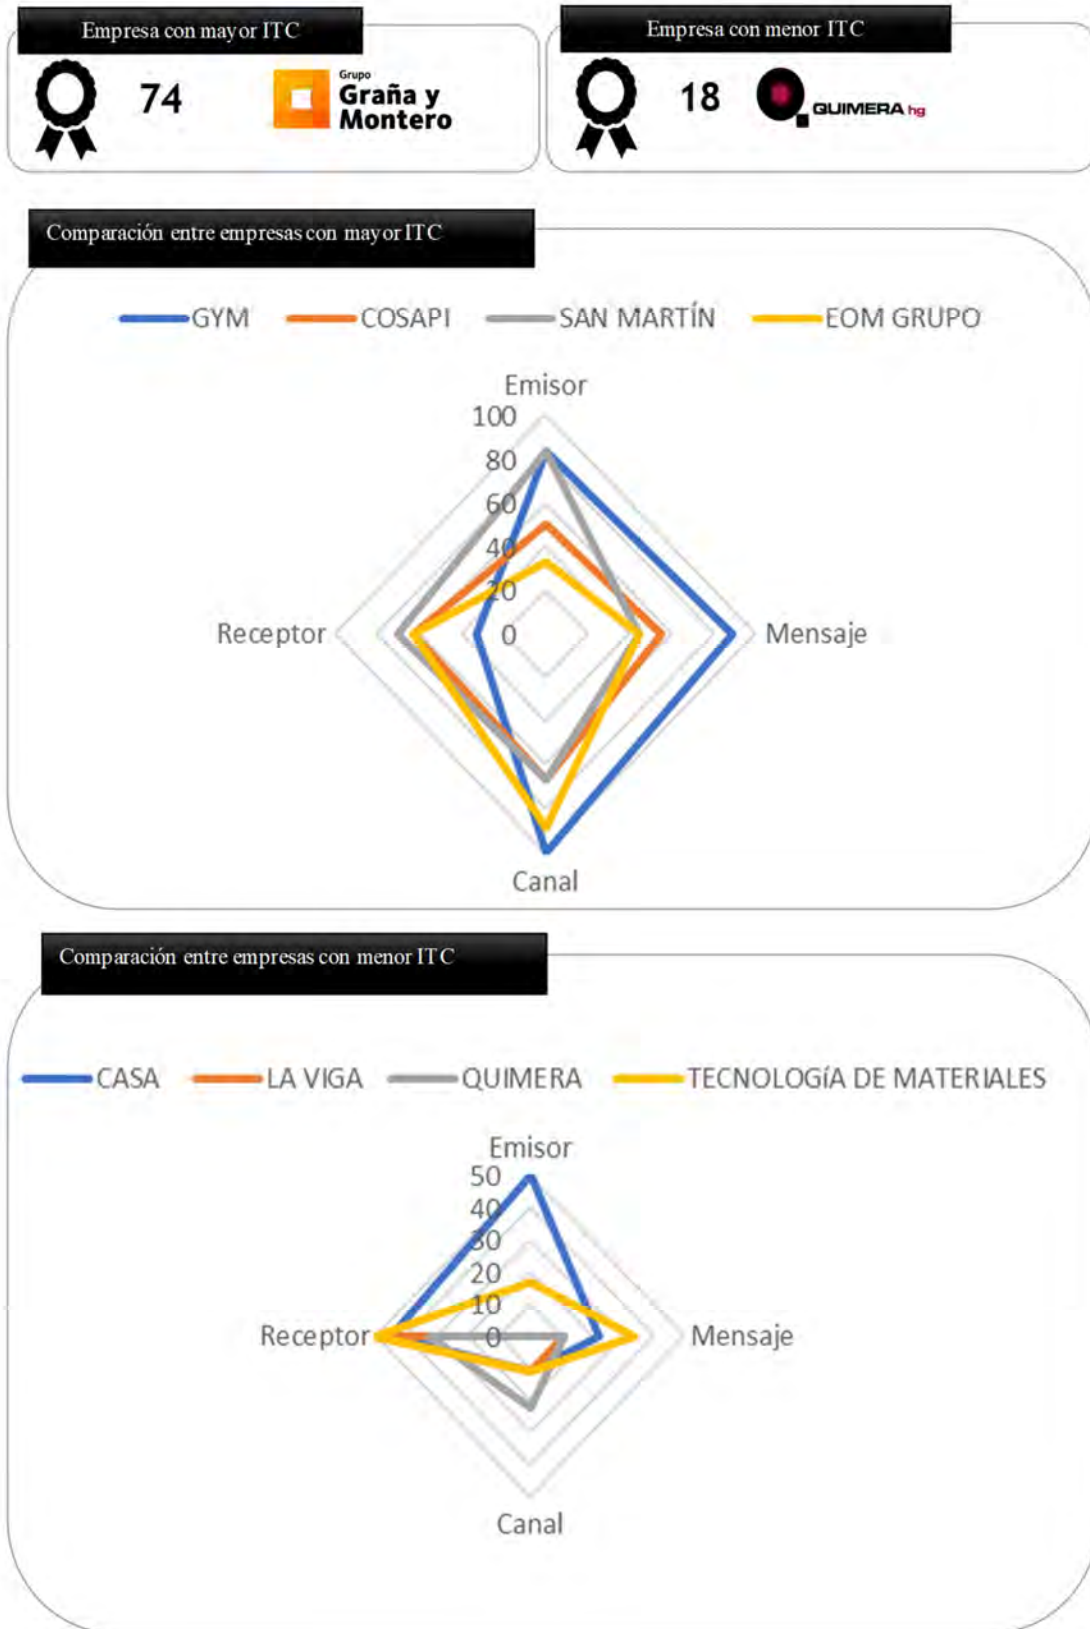 Empresa con mayor ITC
Empresa con menor ITC
74
Grupo
Graña y
Montero
18
QUIMERA hg
Comparación entre empresas con mayor ITC
GYM
COSAPI
SAN MARTÍN
EOM GRUPO
Emisor
100
80
60
40
20
0
Receptor
Mensaje
Canal
Comparación entre empresas con menor ITC
CASA
LA VIGA
QUIMERA
TECNOLOGÍA DE MATERIALES
Emisor
50
40
30
20
10
0
Receptor
Mensaje
Canal